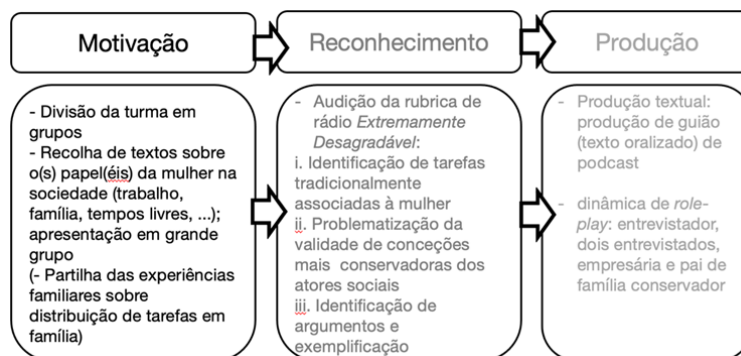 Motivação
Reconhecimento
Produção
- Divisão da turma em
grupos
- Recolha de textos sobre
o(s) papel(éis) da mulher na
sociedade (trabalho,
família, tempos livres, ...);
apresentação em grande
grupo
(- Partilha das experiências
familiares sobre
distribuição de tarefas em
família)
- Audição da rubrica de
rádio Extremamente
Desagradável:
i. Identificação de tarefas
tradicionalmente
associadas à mulher
ii. Problematização da
validade de conceções
mais conservadoras dos
atores sociais
iii. Identificação de
argumentos e
exemplificação
- Produção textual:
produção de guião
(texto oralizado) de
podcast
- dinâmica de role-
play: entrevistador,
dois entrevistados,
empresária e pai de
família conservador